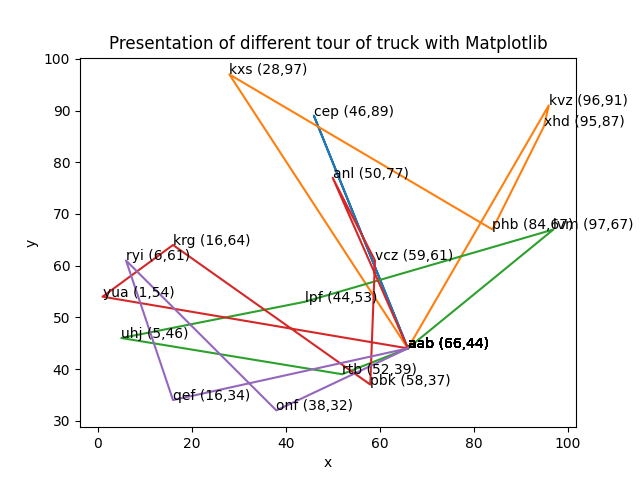 Presentation of different tour of truck with Matplotlib
100
90
80
70
60
50
40
30
y
0
20
40
60
80
100
x
kxs (28,97)
kvz (96,91)
cep (46,89)
xhd (95,87)
anl (50,77)
phb (84,67)
(97,67)
krg (16,64)
ryi (6,61)
vcz (59,61)
yua (1,54)
lpf (44,53)
uhj (5,46)
aab (66,44)
rtb (52,39)
pbk (58,37)
qef (16,34)
onf (38,32)